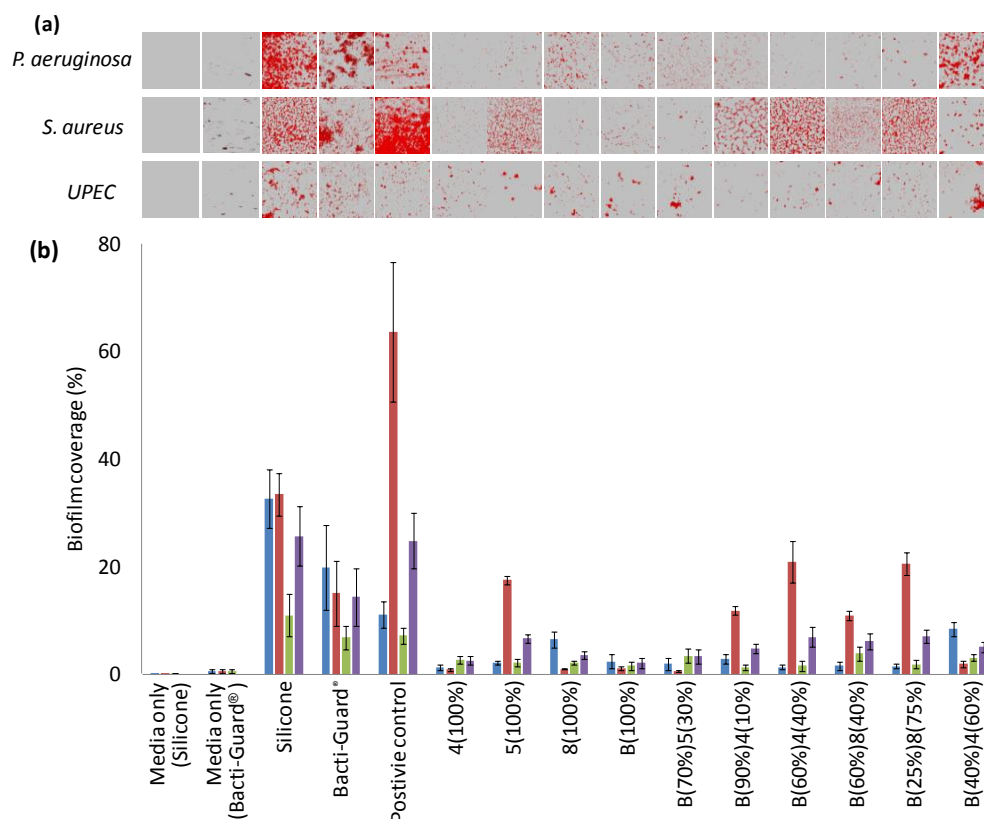 (a)
P. aeruginosa
S. aureus
UPEC
(b)
80
60
40
20
0
Biofilm coverage (%)
Media only
(Silicone)
Media only
(Bacti-Guard®)
Silicone
Bacti-Guard®
Postivie control
4(100%)
5(100%)
8(100%)
B(100%)
B(70%)5(30%)
B(90%)4(10%)
B(60%)4(40%)
B(60%)8(40%)
B(25%)8(75%)
B(40%)4(60%)